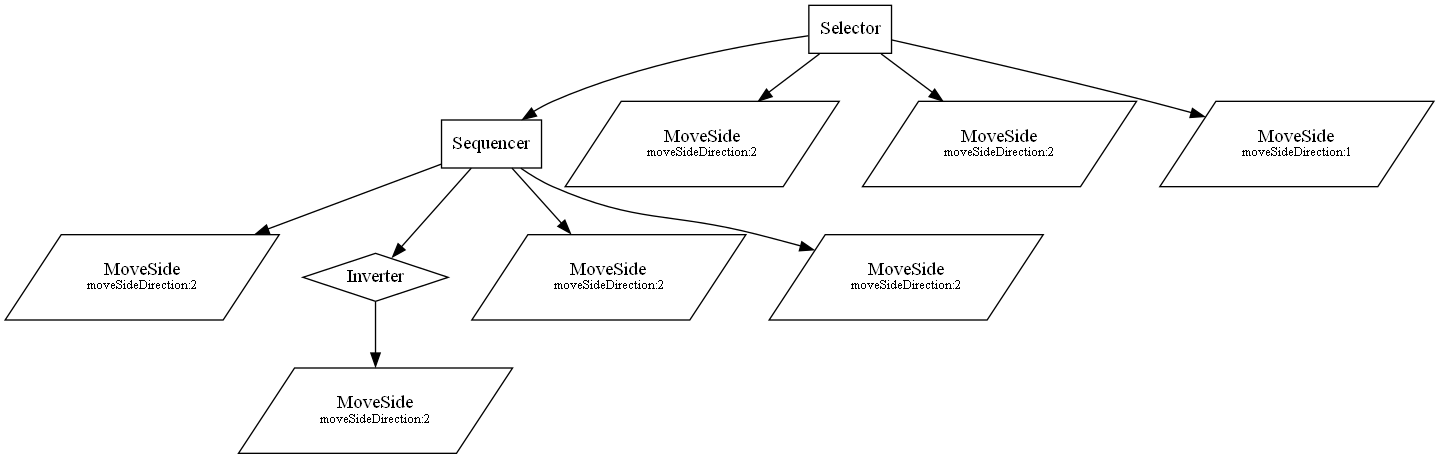 Selector
Sequencer
MoveSide
moveSideDirection:2
MoveSide
moveSideDirection:2
MoveSide
moveSideDirection:1
MoveSide
moveSideDirection:2
Inverter
MoveSide
moveSideDirection:2
MoveSide
moveSideDirection:2
MoveSide
moveSideDirection:2